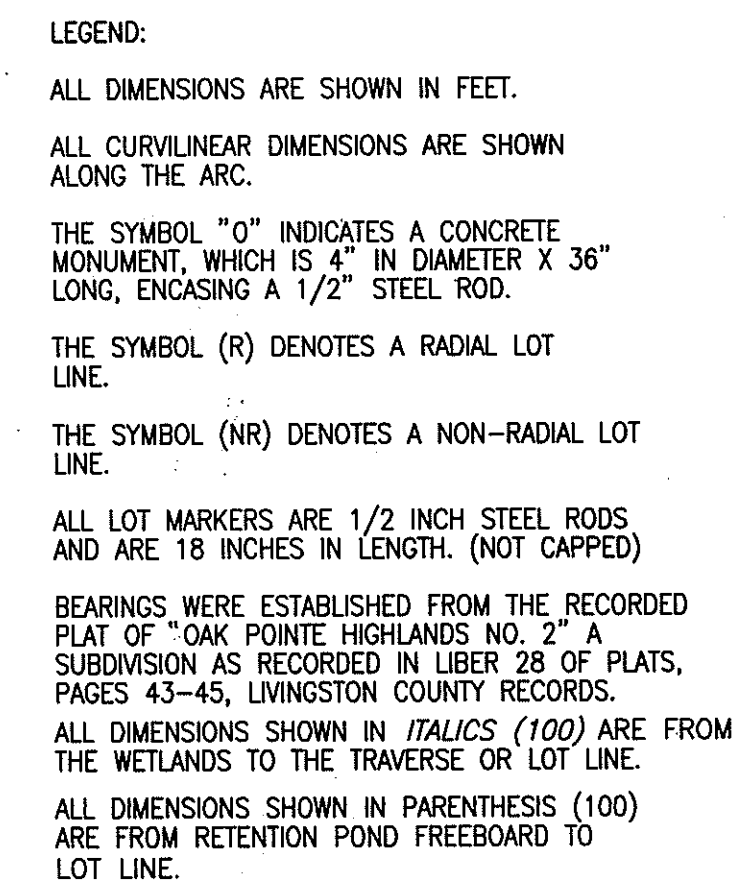 LEGEND:
ALL DIMENSIONS ARE SHOWN IN FEET.
ALL CURVILINEAR DIMENSIONS ARE SHOWN
ALONG THE ARC.
THE SYMBOL "O" INDICATES A CONCRETE
MONUMENT, WHICH IS 4" IN DIAMETER X 36"
LONG, ENCASING A 1/2" STEEL ROD.
THE SYMBOL (R) DENOTES A RADIAL LOT
LINE.
THE SYMBOL (NR) DENOTES A NON-RADIAL LOT
LINE.
ALL LOT MARKERS ARE 1/2 INCH STEEL RODS
AND ARE 18 INCHES IN LENGTH. (NOT CAPPED)
BEARINGS WERE ESTABLISHED FROM THE RECORDED
PLAT OF "OAK POINTE HIGHLANDS NO. 2" A
SUBDIVISION AS RECORDED IN LIBER 28 OF PLATS,
PAGES 43-45, LIVINGSTON COUNTY RECORDS.
ALL DIMENSIONS SHOWN IN ITALICS (100) ARE FROM
THE WETLANDS TO THE TRAVERSE OR LOT LINE.
ALL DIMENSIONS SHOWN IN PARENTHESIS (100)
ARE FROM RETENTION POND FREEBOARD TO
LOT LINE.